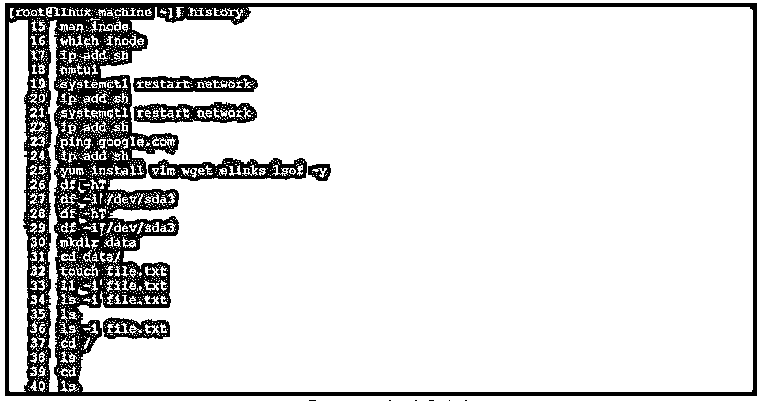 [root@linux machine ~]# history
15 man inode
16 which inode
17 ip add sh
18 nmtui
19 systemctl restart network
20 ip add sh
21 systemctl restart network
22 ip add sh
23 ping google.com
24 ip add sh
25 yum install vim wget elinks lsof -y
26 df -hT
27 df -i /dev/sda3
28 df -hT
29 df -i /dev/sda3
30 mkdir data
31 cd data/
32 touch file.txt
33 ll -i file.txt
34 ls -i file.txt
35 ls
36 ls -i file.txt
37 cd /
38 ls
39 cd
40 ls